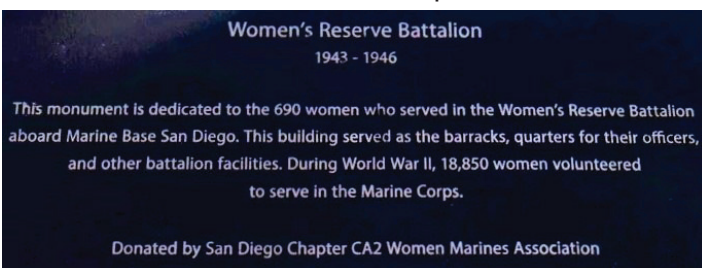 Women's Reserve Battalion
1943 - 1946
This monument is dedicated to the 690 women who served in the Women's Reserve Battalion
aboard Marine Base San Diego. This building served as the barracks, quarters for their officers,
and other battalion facilities. During World War II, 18,850 women volunteered
to serve in the Marine Corps.
Donated by San Diego Chapter CA2 Women Marines Association